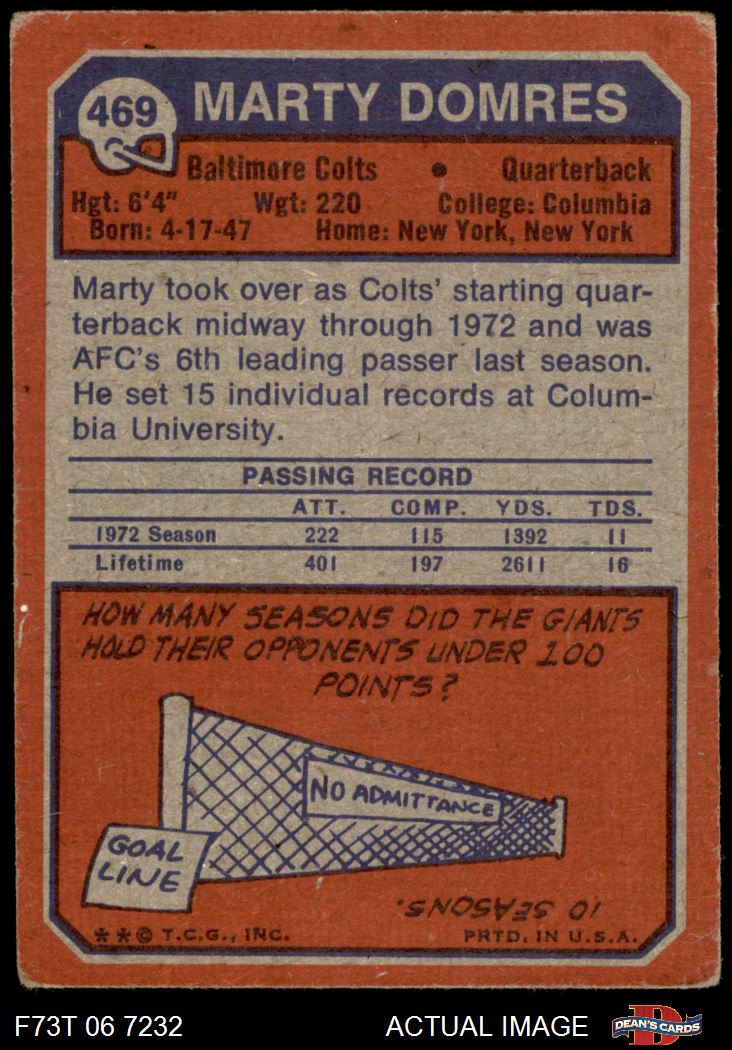 469 MARTY DOMRES
Baltimore Colts • Quarterback
Hgt: 6'4" Wgt: 220 College: Columbia
Born: 4-17-47 Home: New York, New York
Marty took over as Colts' starting quar-
terback midway through 1972 and was
AFC's 6th leading passer last season.
He set 15 individual records at Colum-
bia University.
PASSING RECORD
ATT. COMP. YDS. TDS.
1972 Season 222 115 1392 11
Lifetime 401 197 2611 16
HOW MANY SEASONS DID THE GIANTS
HOLD THEIR OPPONENTS UNDER 100
POINTS?
NO ADMITTANCE
GOAL
LINE
10 SEASONS.
**© T.C.G., INC. PRTD. IN U.S.A.
F73T 06 7232 ACTUAL IMAGE D DEAN'S CARDS